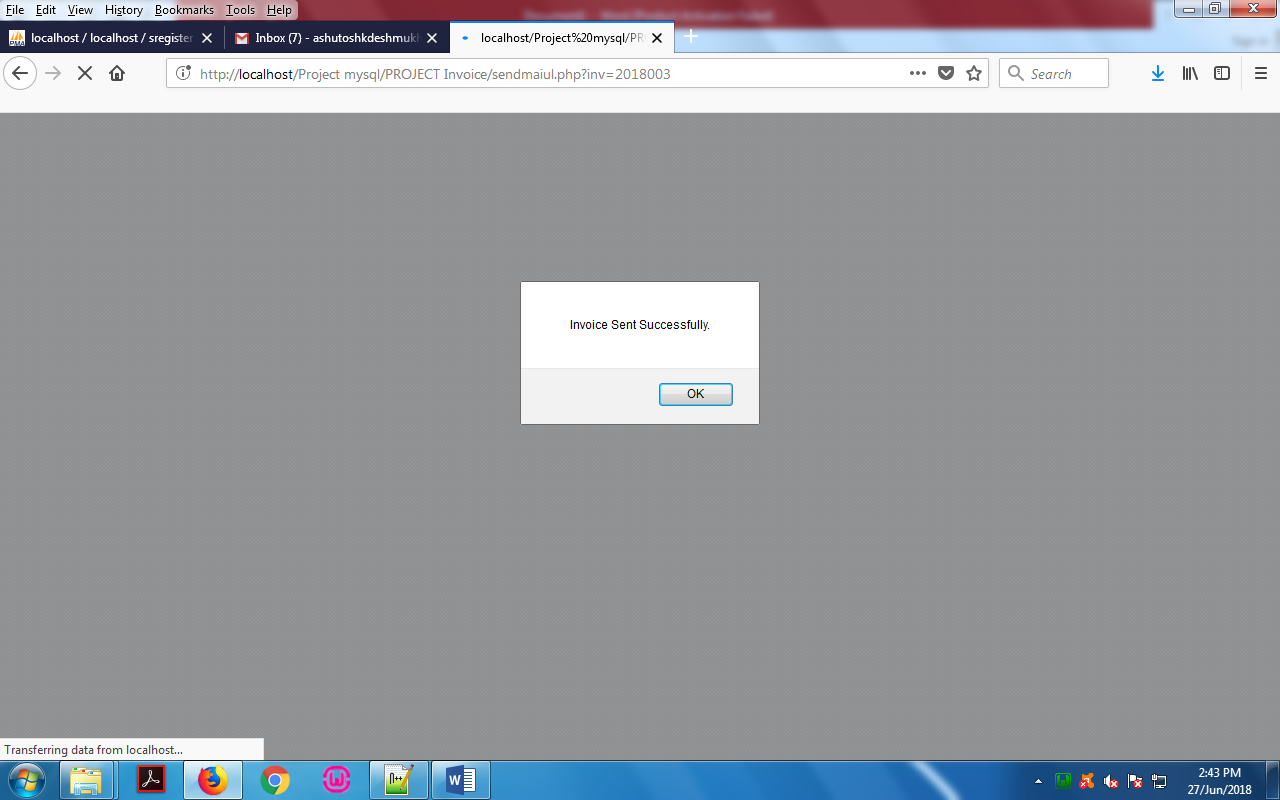 File Edit View History Bookmarks Tools Help
localhost / localhost / sregister
Inbox (7) - ashutoshkdeshmukh
localhost/Project%20mysql/PR
http://localhost/Project mysql/PROJECT Invoice/sendmaiul.php?inv=2018003
Search
Invoice Sent Successfully.
OK
Transferring data from localhost...
2:43 PM
27/Jun/2018